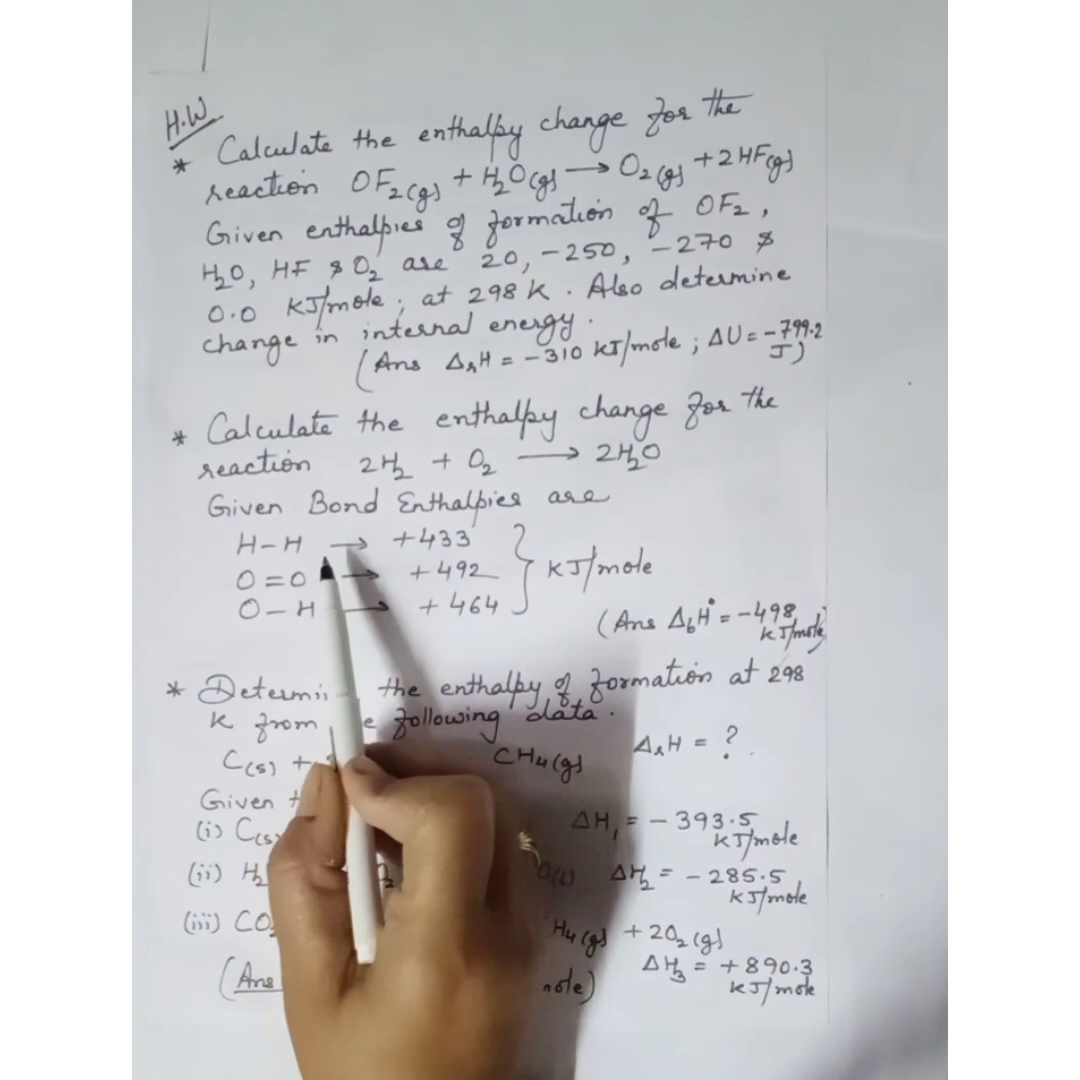 H.W
* Calculate the enthalpy change for the
reaction OF₂(g) + H₂O(g) → O₂(g) + 2HF(g)
Given enthalpies of formation of OF₂,
H₂O, HF & O₂ are 20, -250, -270 &
0.0 KJ/mole, at 298 K. Also determine
change in internal energy.
(Ans ΔᵣH = -310 KJ/mole ; ΔU = -799.2
J)
* Calculate the enthalpy change for the
reaction 2H₂ + O₂ → 2H₂O
Given Bond Enthalpies are
H-H → +433
O=O → +492 } KJ/mole
O-H → +464
(Ans Δ₆H° = -498
KJ/mole)
* Determi the enthalpy of formation at 298
K from e following data.
C(s) + CH₄(g) ΔᵣH = ?
Given
(i) C(s) ΔH₁ = -393.5
KJ/mole
(ii) H₂ O(l) ΔH₂ = -285.5
KJ/mole
(iii) CO H₄(g) + 2O₂(g)
ΔH₃ = +890.3
KJ/mole
(Ans mole)